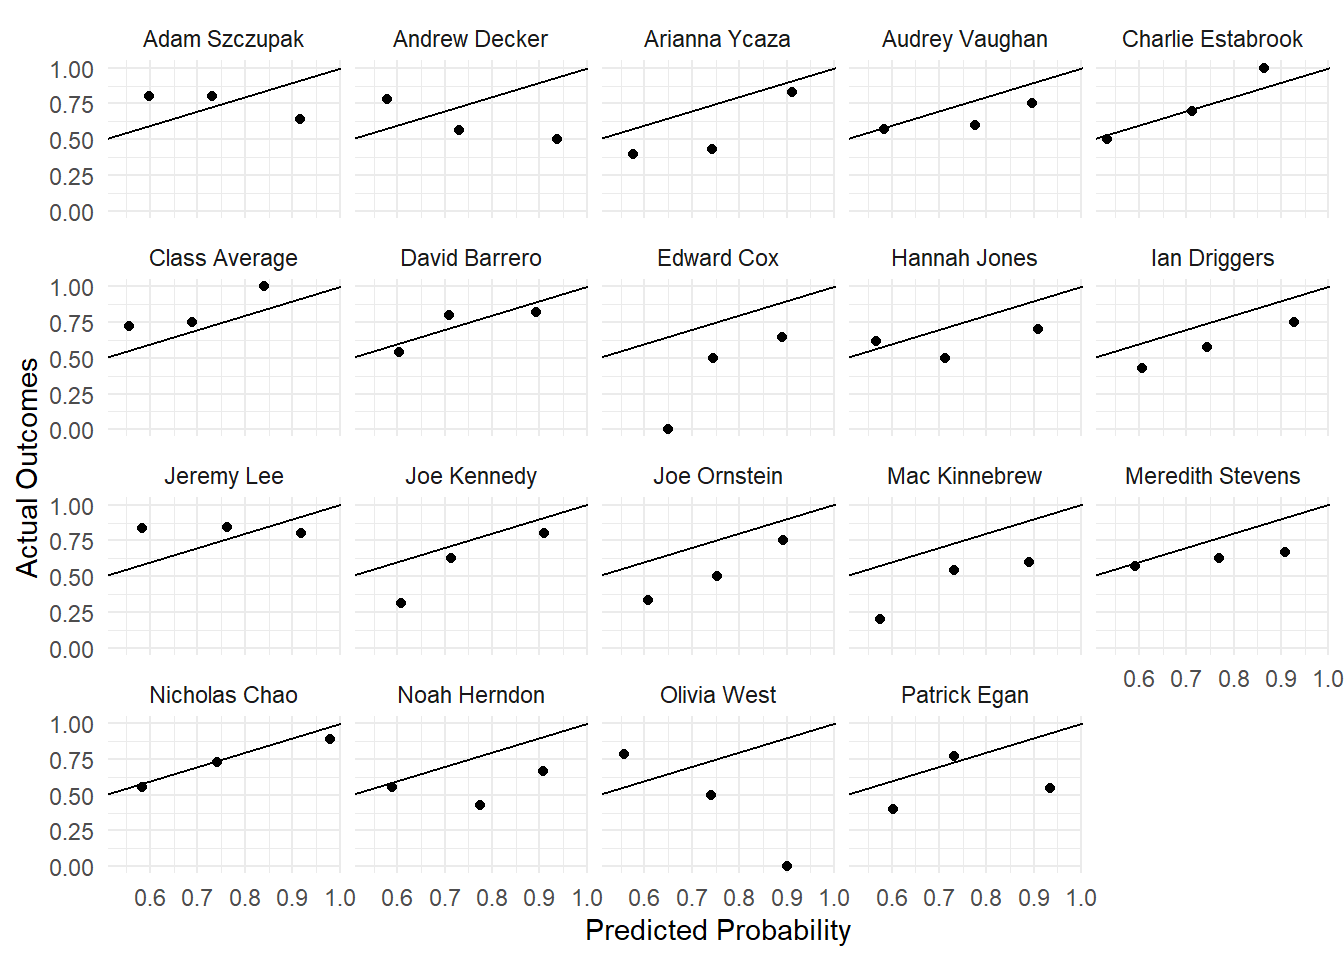 Adam Szczupak Andrew Decker Arianna Ycaza Audrey Vaughan Charlie Estabrook
1.00
0.75
0.50
0.25
0.00
Class Average David Barrero Edward Cox Hannah Jones Ian Driggers
1.00
0.75
0.50
0.25
0.00
Jeremy Lee Joe Kennedy Joe Ornstein Mac Kinnebrew Meredith Stevens
1.00
0.75
0.50
0.25
0.00
0.6 0.7 0.8 0.9 1.0
Nicholas Chao Noah Herndon Olivia West Patrick Egan
1.00
0.75
0.50
0.25
0.00
0.6 0.7 0.8 0.9 1.0 0.6 0.7 0.8 0.9 1.0 0.6 0.7 0.8 0.9 1.0 0.6 0.7 0.8 0.9 1.0
Predicted Probability
Actual Outcomes